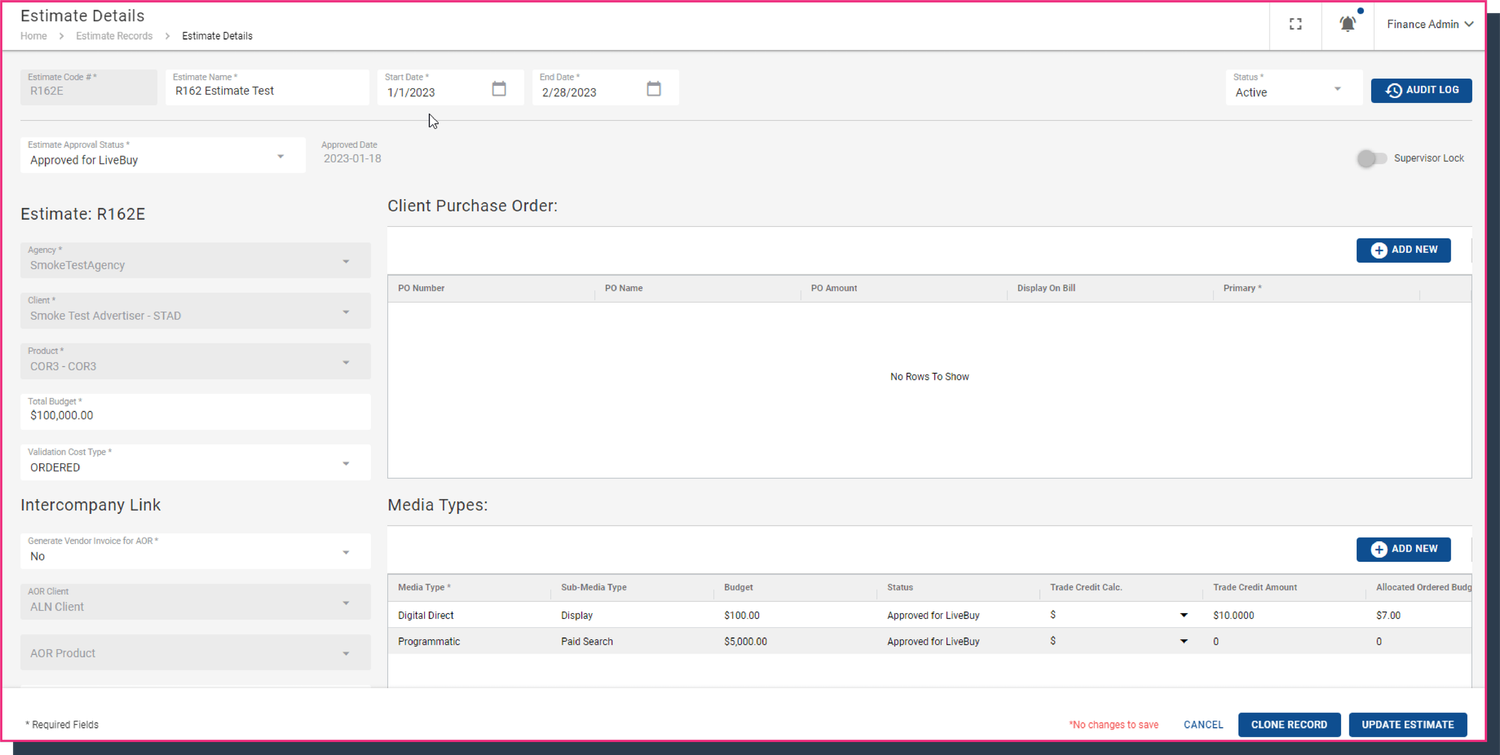 Estimate Details
Home > Estimate Records > Estimate Details
Finance Admin
Estimate Code # *
R162E
Estimate Name *
R162 Estimate Test
Start Date *
1/1/2023
End Date *
2/28/2023
Status *
Active
AUDIT LOG
Estimate Approval Status *
Approved for LiveBuy
Approved Date
2023-01-18
Supervisor Lock
Estimate: R162E
Agency *
SmokeTestAgency
Client *
Smoke Test Advertiser - STAD
Product *
COR3 - COR3
Total Budget *
$100,000.00
Validation Cost Type *
ORDERED
Intercompany Link
Generate Vendor Invoice for AOR *
No
AOR Client
ALN Client
AOR Product
Client Purchase Order:
ADD NEW
PO Number PO Name PO Amount Display On Bill Primary *
No Rows To Show
Media Types:
ADD NEW
Media Type * Sub-Media Type Budget Status Trade Credit Calc. Trade Credit Amount Allocated Ordered Budg
Digital Direct Display $100.00 Approved for LiveBuy $ $10.0000 $7.00
Programmatic Paid Search $5,000.00 Approved for LiveBuy $ 0 0
* Required Fields
*No changes to save
CANCEL
CLONE RECORD
UPDATE ESTIMATE